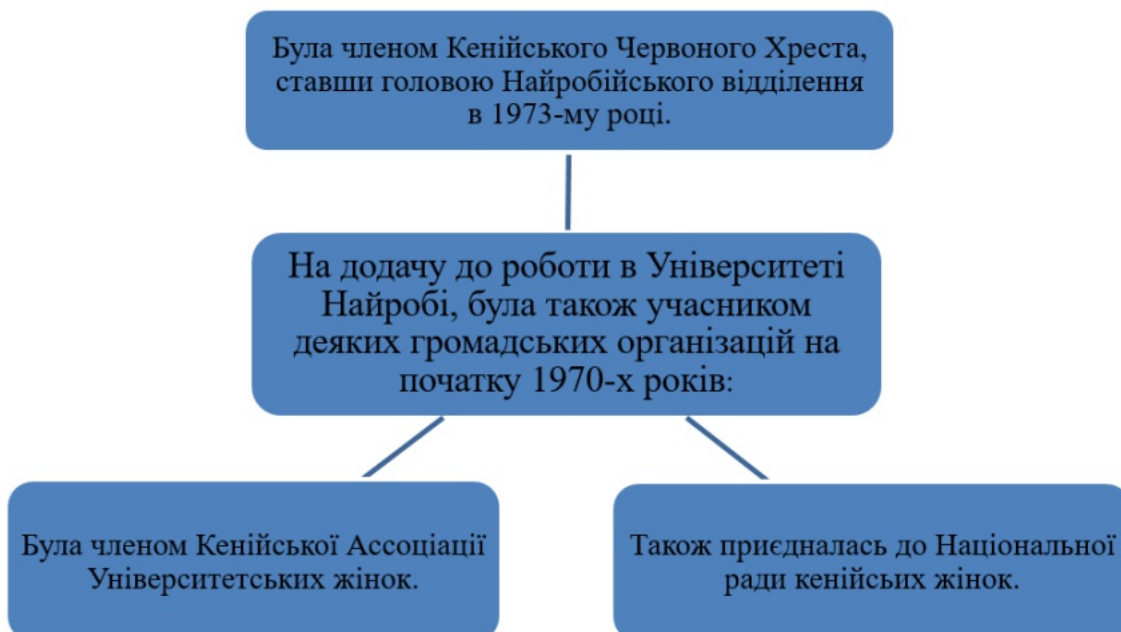 Була членом Кенійського Червоного Хреста,
ставши головою Найробійського відділення
в 1973-му році.
На додачу до роботи в Університеті
Найробі, була також учасником
деяких громадських організацій на
початку 1970-х років:
Була членом Кенійської Ассоціації
Університетських жінок.
Також приєдналась до Національної
ради кенійсьих жінок.